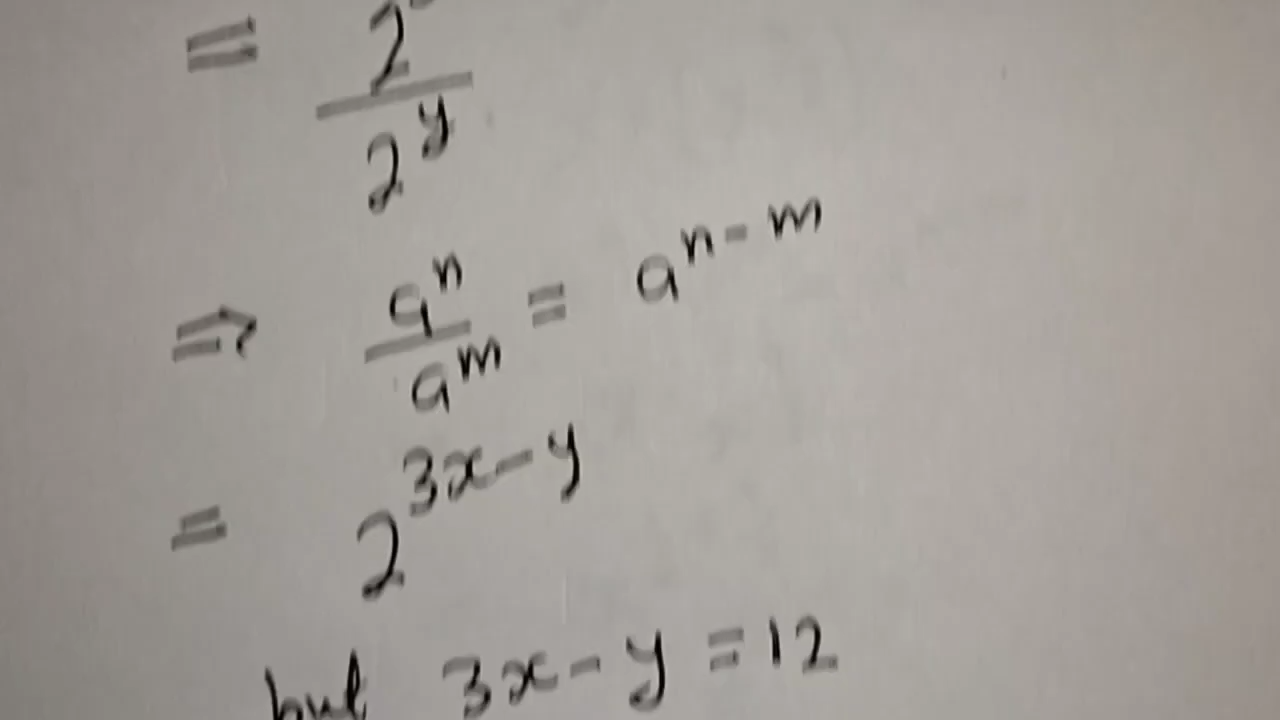 = 2 / 2^y
⇒ a^n / a^m = a^(n-m)
= 2^(3x-y)
but 3x-y=12